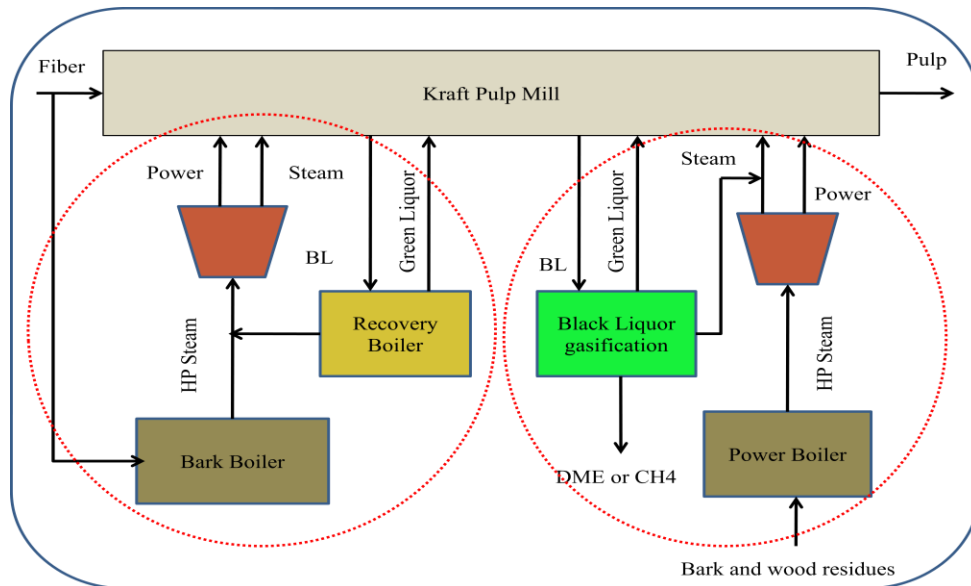 Fiber
Pulp
Kraft Pulp Mill
Power
Steam
BL
Green Liquor
HP Steam
Recovery
Boiler
Bark Boiler
Steam
Power
BL
Green Liquor
Black Liquor
gasification
HP Steam
DME or CH4
Power Boiler
Bark and wood residues